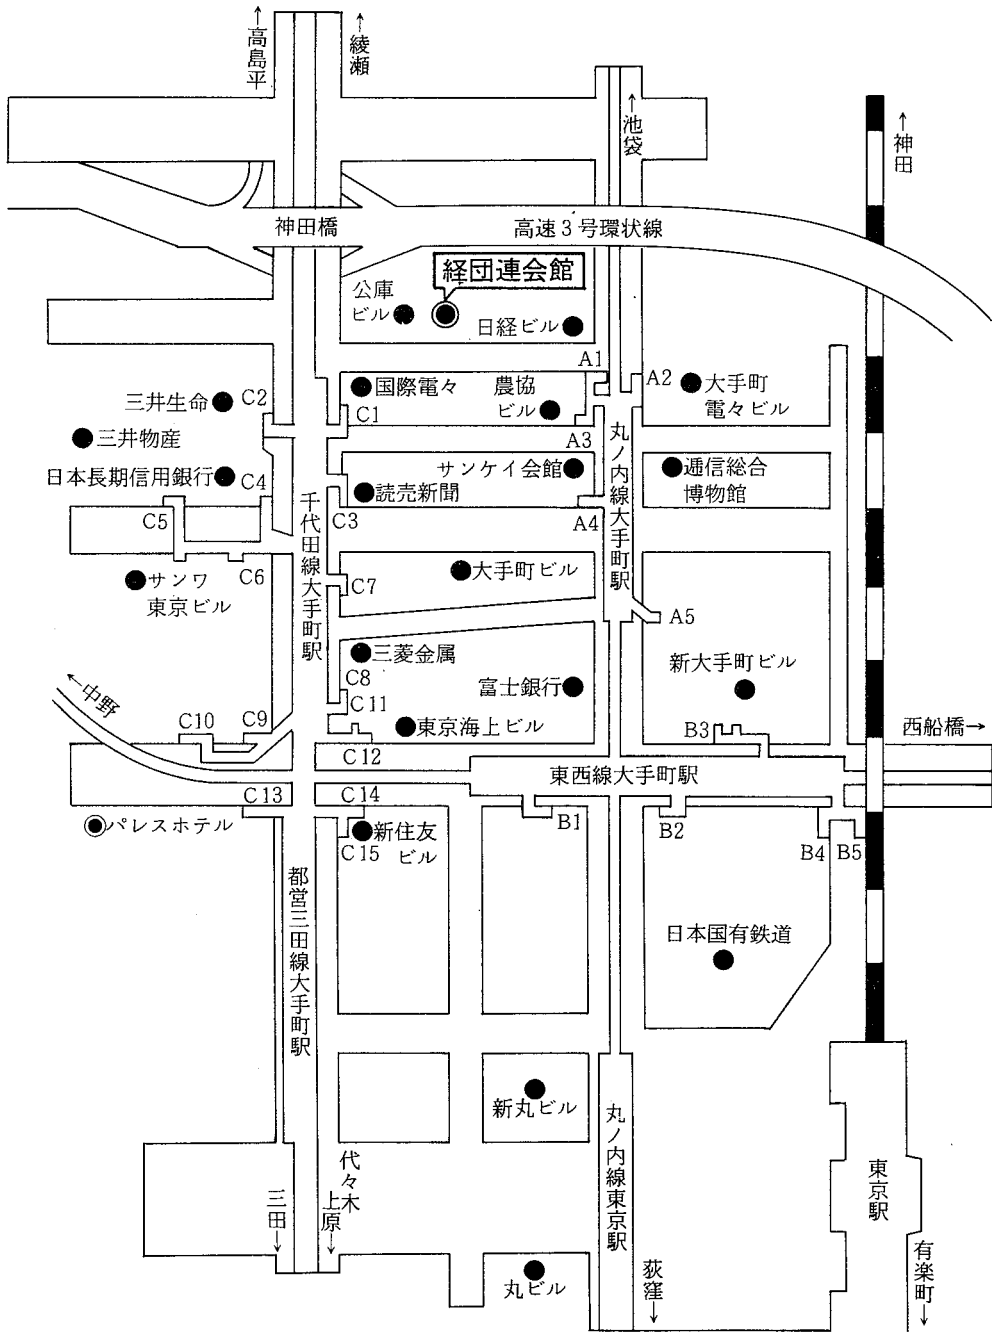 ←高島平
←綾瀬
←池袋
←神田
神田橋
高速3号環状線
経団連会館
公庫
ビル
日経ビル
A1
A2
国際電々
農協
ビル
大手町
電々ビル
三井生命
C2
C1
三井物産
A3
丸ノ内線大手町駅
日本長期信用銀行
C4
サンケイ会館
逓信総合
博物館
読売新聞
C5
C3
A4
千代田線大手町駅
C6
サンワ
東京ビル
大手町ビル
C7
A5
三菱金属
C8
新大手町ビル
富士銀行
←中野
C10
C9
C11
東京海上ビル
B3
西船橋→
C12
東西線大手町駅
C13
C14
パレスホテル
新住友
ビル
C15
B1
B2
B4
B5
都営三田線大手町駅
日本国有鉄道
新丸ビル
丸ノ内線東京駅
東京駅
三田→
代々木
上原→
丸ビル
荻窪→
有楽町→